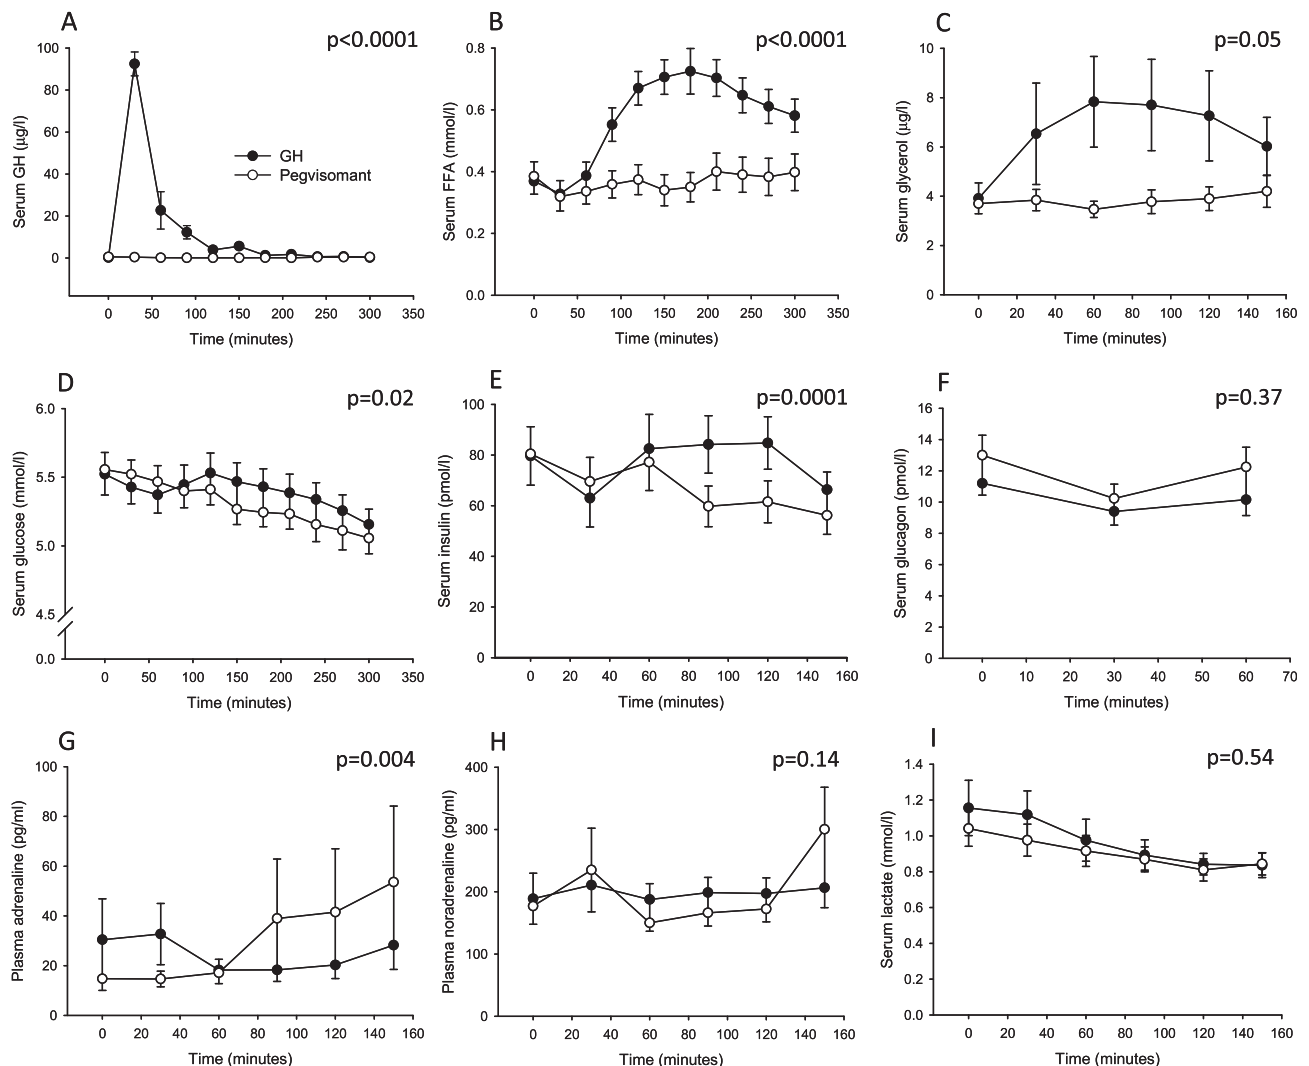 A
p<0.0001
Serum GH (µg/l)
100
80
60
40
20
0
GH
Pegvisomant
0 50 100 150 200 250 300 350
Time (minutes)
B
p<0.0001
Serum FFA (mmol/l)
0.8
0.6
0.4
0.2
0.0
0 50 100 150 200 250 300 350
Time (minutes)
C
p=0.05
Serum glycerol (µg/l)
10
8
6
4
2
0
0 20 40 60 80 100 120 140 160
Time (minutes)
D
p=0.02
Serum glucose (mmol/l)
6.0
5.5
5.0
4.5
0.0
0 50 100 150 200 250 300 350
Time (minutes)
E
p=0.0001
Serum insulin (pmol/l)
100
80
60
40
20
0
0 20 40 60 80 100 120 140 160
Time (minutes)
F
p=0.37
Serum glucagon (pmol/l)
16
14
12
10
8
6
4
2
0
0 10 20 30 40 50 60 70
Time (minutes)
G
p=0.004
Plasma adrenaline (pg/ml)
100
80
60
40
20
0
0 20 40 60 80 100 120 140 160
Time (minutes)
H
p=0.14
Plasma noradrenaline (pg/ml)
400
300
200
100
0
0 20 40 60 80 100 120 140 160
Time (minutes)
I
p=0.54
Serum lactate (mmol/l)
1.4
1.2
1.0
0.8
0.6
0.4
0.2
0.0
0 20 40 60 80 100 120 140 160
Time (minutes)